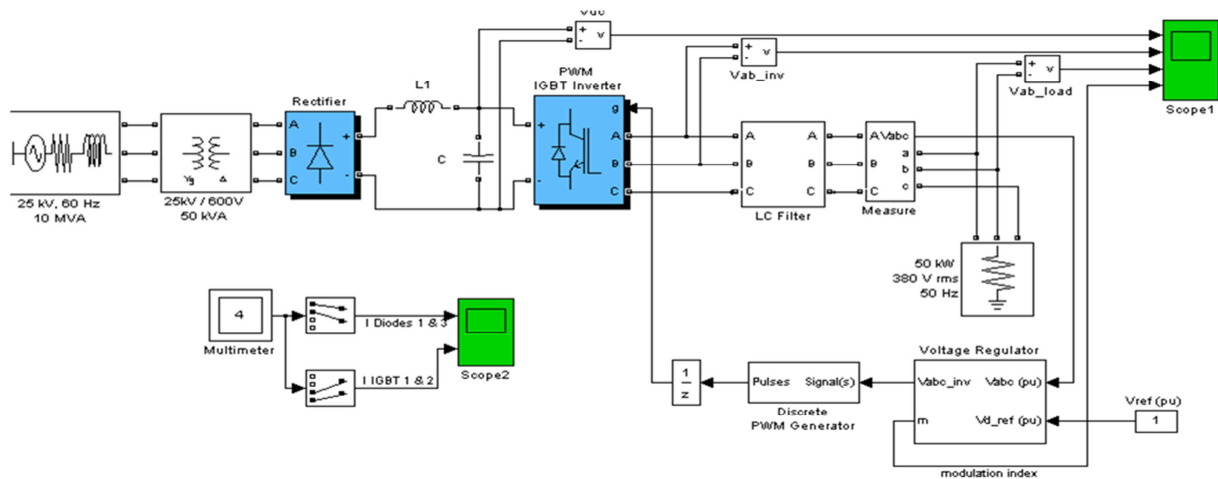 Vdc
v
Vab_inv
v
Vab_load
v
Scope1
PWM
IGBT Inverter
L1
Rectifier
A
B
C
+
-
C
+
-
g
A
B
C
A
B
C
A
B
C
LC Filter
A
B
C
Vabc
a
b
c
Measure
Yg
Δ
25 kV, 60 Hz
10 MVA
25kV / 600V
50 kVA
50 kW
380 V rms
50 Hz
4
Multimeter
I Diodes 1 & 3
I IGBT 1 & 2
Scope2
1
z
Pulses Signal(s)
Discrete
PWM Generator
Voltage Regulator
Vabc_inv Vabc (pu)
m Vd_ref (pu)
Vref (pu)
1
modulation index